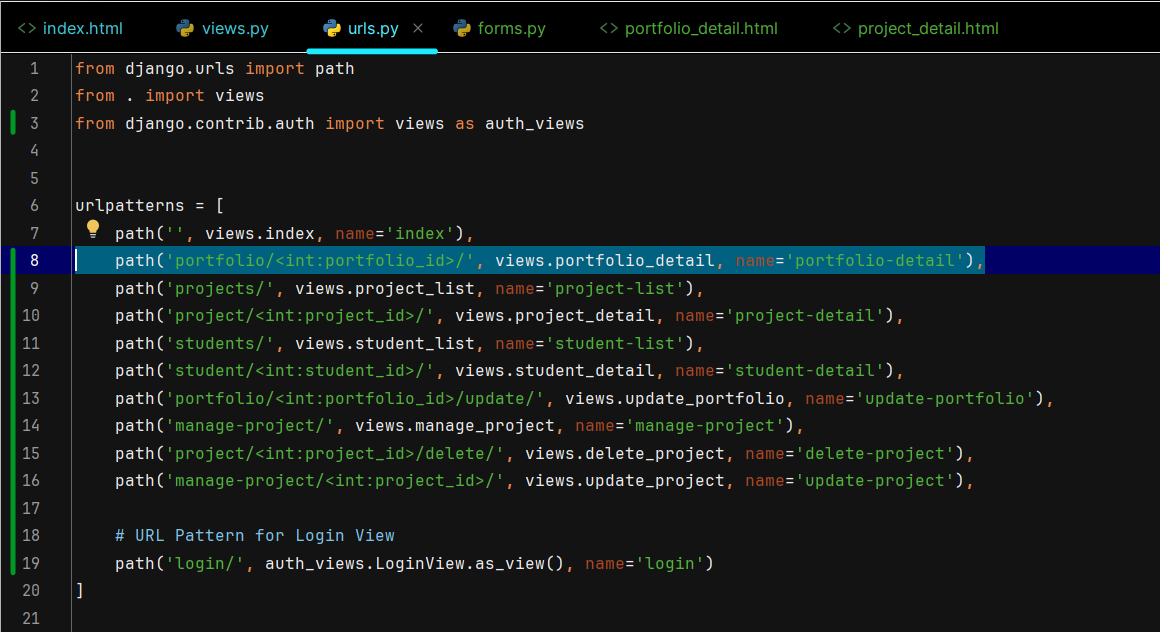 index.html views.py urls.py forms.py portfolio_detail.html project_detail.html
1 from django.urls import path
2 from . import views
3 from django.contrib.auth import views as auth_views
4
5
6 urlpatterns = [
7     path('', views.index, name='index'),
8     path('portfolio/<int:portfolio_id>/', views.portfolio_detail, name='portfolio-detail'),
9     path('projects/', views.project_list, name='project-list'),
10     path('project/<int:project_id>/', views.project_detail, name='project-detail'),
11     path('students/', views.student_list, name='student-list'),
12     path('student/<int:student_id>/', views.student_detail, name='student-detail'),
13     path('portfolio/<int:portfolio_id>/update/', views.update_portfolio, name='update-portfolio'),
14     path('manage-project/', views.manage_project, name='manage-project'),
15     path('project/<int:project_id>/delete/', views.delete_project, name='delete-project'),
16     path('manage-project/<int:project_id>/', views.update_project, name='update-project'),
17
18     # URL Pattern for Login View
19     path('login/', auth_views.LoginView.as_view(), name='login')
20 ]
21